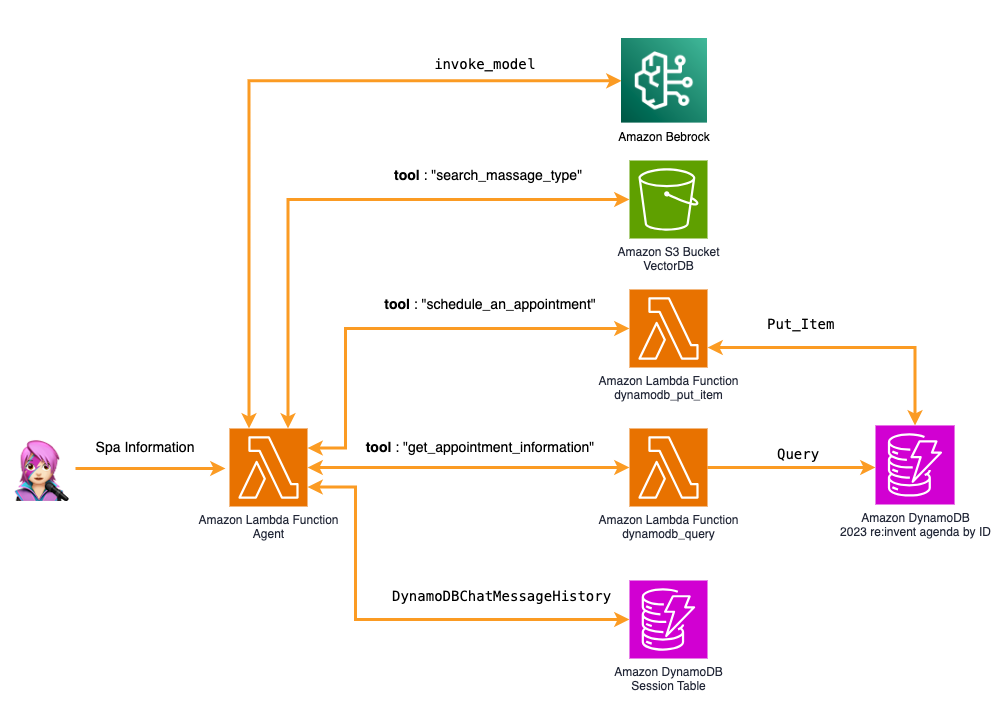 invoke_model
Amazon Bebrock
tool : "search_massage_type"
Amazon S3 Bucket
VectorDB
tool : "schedule_an_appointment"
Amazon Lambda Function
dynamodb_put_item
Put_Item
Spa Information
Amazon Lambda Function
Agent
tool : "get_appointment_information"
Amazon Lambda Function
dynamodb_query
Query
Amazon DynamoDB
2023 re:invent agenda by ID
DynamoDBChatMessageHistory
Amazon DynamoDB
Session Table